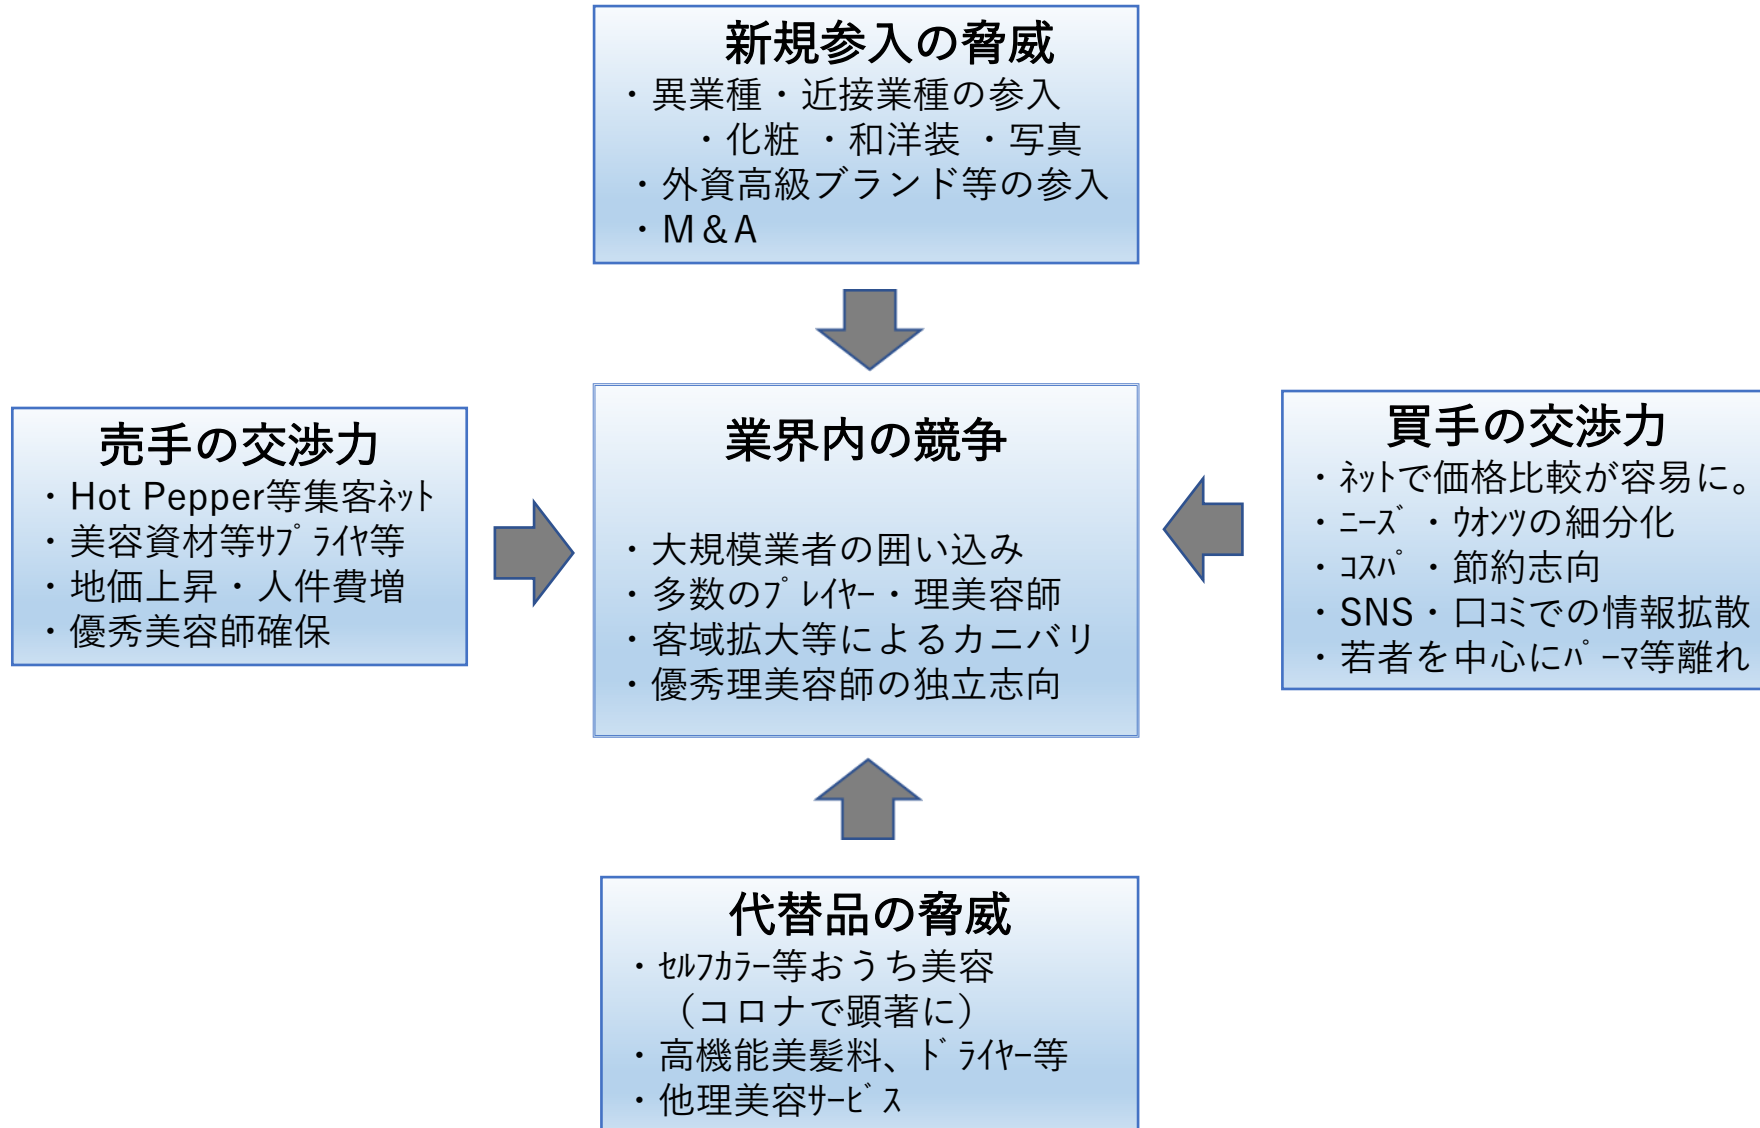 新規参入の脅威
・異業種・近接業種の参入
・化粧 ・和洋装 ・写真
・外資高級ブランド等の参入
・M＆A
売手の交渉力
・Hot Pepper等集客ﾈｯﾄ
・美容資材等ｻﾌﾟﾗｲﾔ等
・地価上昇・人件費増
・優秀美容師確保
業界内の競争
・大規模業者の囲い込み
・多数のﾌﾟﾚｲﾔｰ・理美容師
・客域拡大等によるカニバリ
・優秀理美容師の独立志向
買手の交渉力
・ﾈｯﾄで価格比較が容易に。
・ﾆｰｽﾞ・ｳｵﾝﾂの細分化
・ｺｽﾊﾟ・節約志向
・SNS・口ｺﾐでの情報拡散
・若者を中心にﾊﾟｰﾏ等離れ
代替品の脅威
・ｾﾙﾌｶﾗｰ等おうち美容
（コロナで顕著に）
・高機能美髪料、ﾄﾞﾗｲﾔｰ等
・他理美容ｻｰﾋﾞｽ